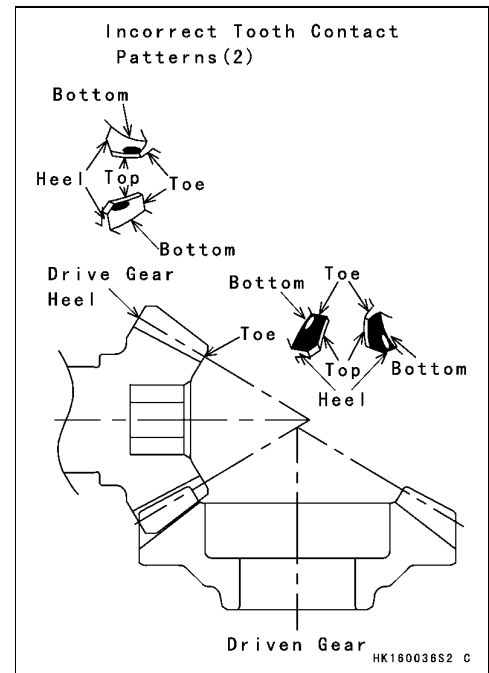 Incorrect Tooth Contact
Patterns(2)
Bottom
Heel
Top
Toe
Bottom
Drive Gear
Heel
Toe
Bottom
Toe
Top
Bottom
Heel
Driven Gear
HK160036S2 C